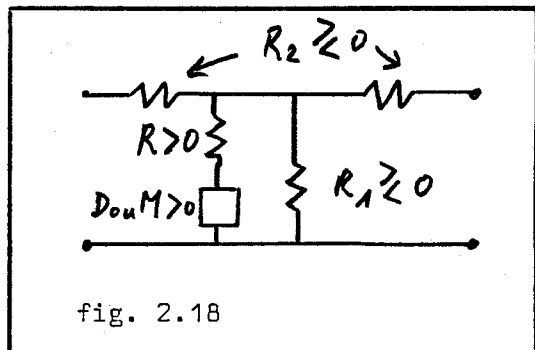 R₂ ≷ 0
R>0
D ou M>0
R₁ ≷ 0
fig. 2.18